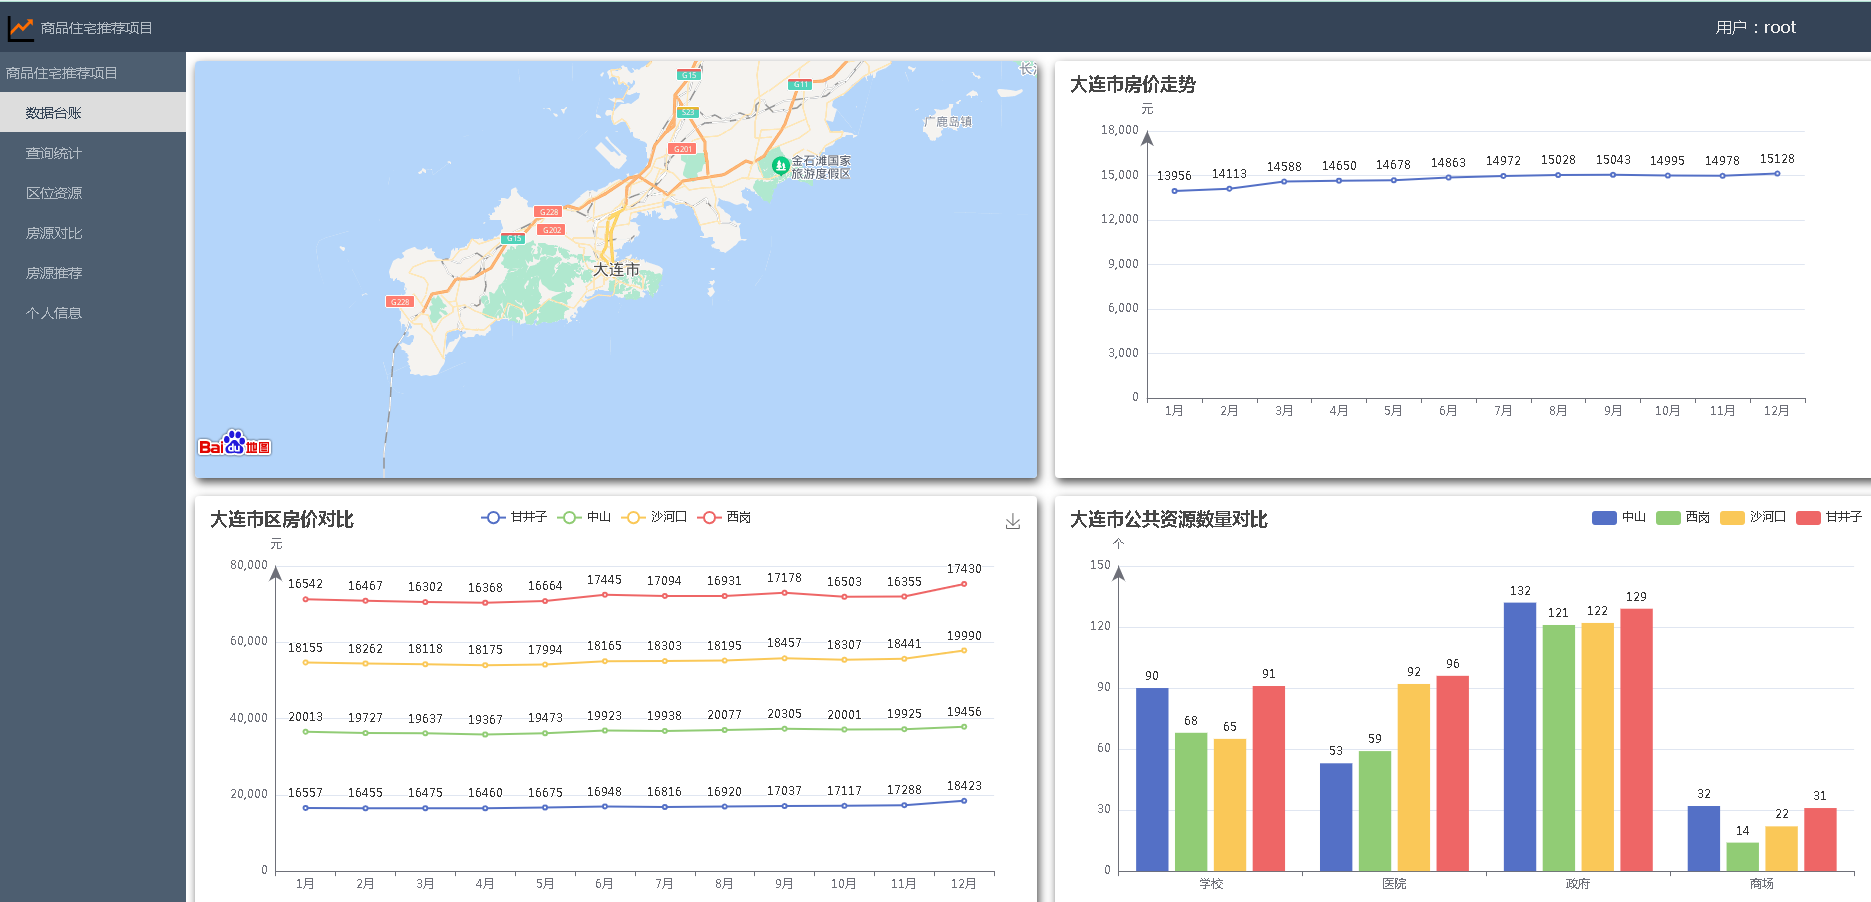 商品住宅推荐项目
用户：root
商品住宅推荐项目
数据台账
查询统计
区位资源
房源对比
房源推荐
个人信息
G15
G11
S23
G201
广鹿岛镇
金石滩国家
旅游度假区
G228
G202
G15
大连市
G228
Bai du 地图
大连市房价走势
元
18,000
15,000
12,000
9,000
6,000
3,000
0
13956 14113 14588 14650 14678 14863 14972 15028 15043 14995 14978 15128
1月 2月 3月 4月 5月 6月 7月 8月 9月 10月 11月 12月
大连市区房价对比
甘井子 中山 沙河口 西岗
元
80,000
60,000
40,000
20,000
0
16542 16467 16302 16368 16664 17445 17094 16931 17178 16503 16355 17430
18155 18262 18118 18175 17994 18165 18303 18195 18457 18307 18441 19990
20013 19727 19637 19367 19473 19923 19938 20077 20305 20001 19925 19456
16557 16455 16475 16460 16675 16948 16816 16920 17037 17117 17288 18423
1月 2月 3月 4月 5月 6月 7月 8月 9月 10月 11月 12月
大连市公共资源数量对比
中山 西岗 沙河口 甘井子
个
150
120
90
60
30
0
90 68 65 91
53 59 92 96
132 121 122 129
32 14 22 31
学校 医院 政府 商场